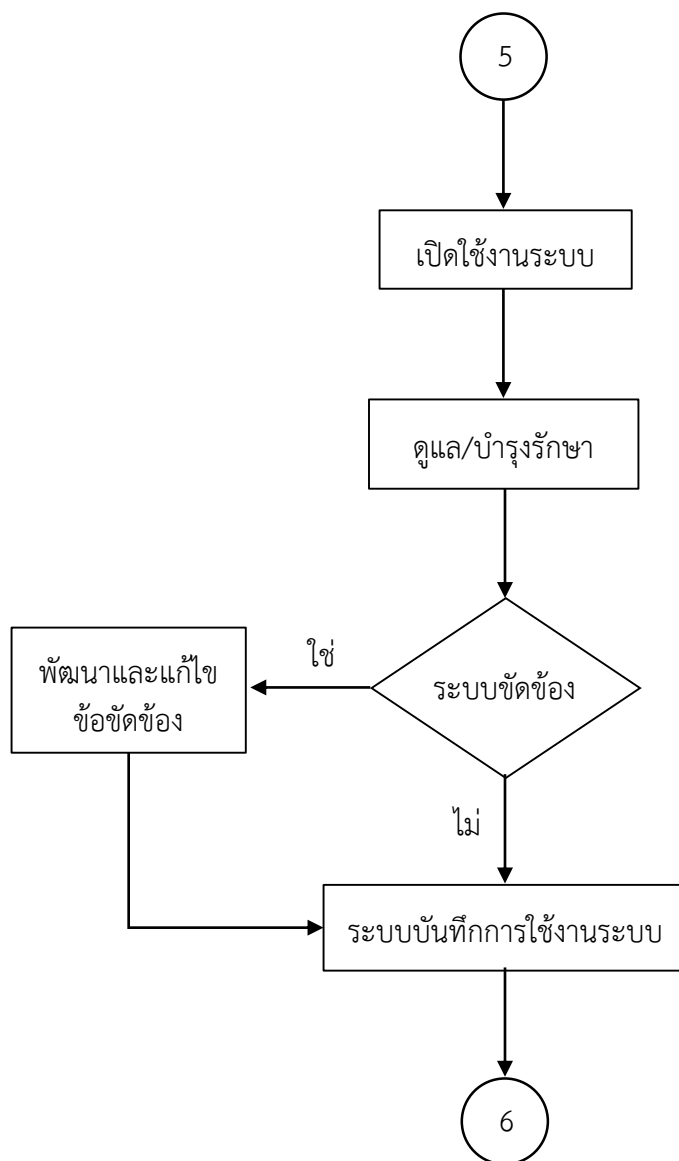 5
เปิดใช้งานระบบ
ดูแล/บำรุงรักษา
ใช่
พัฒนาและแก้ไข
ข้อขัดข้อง
ระบบขัดข้อง
ไม่
ระบบบันทึกการใช้งานระบบ
6